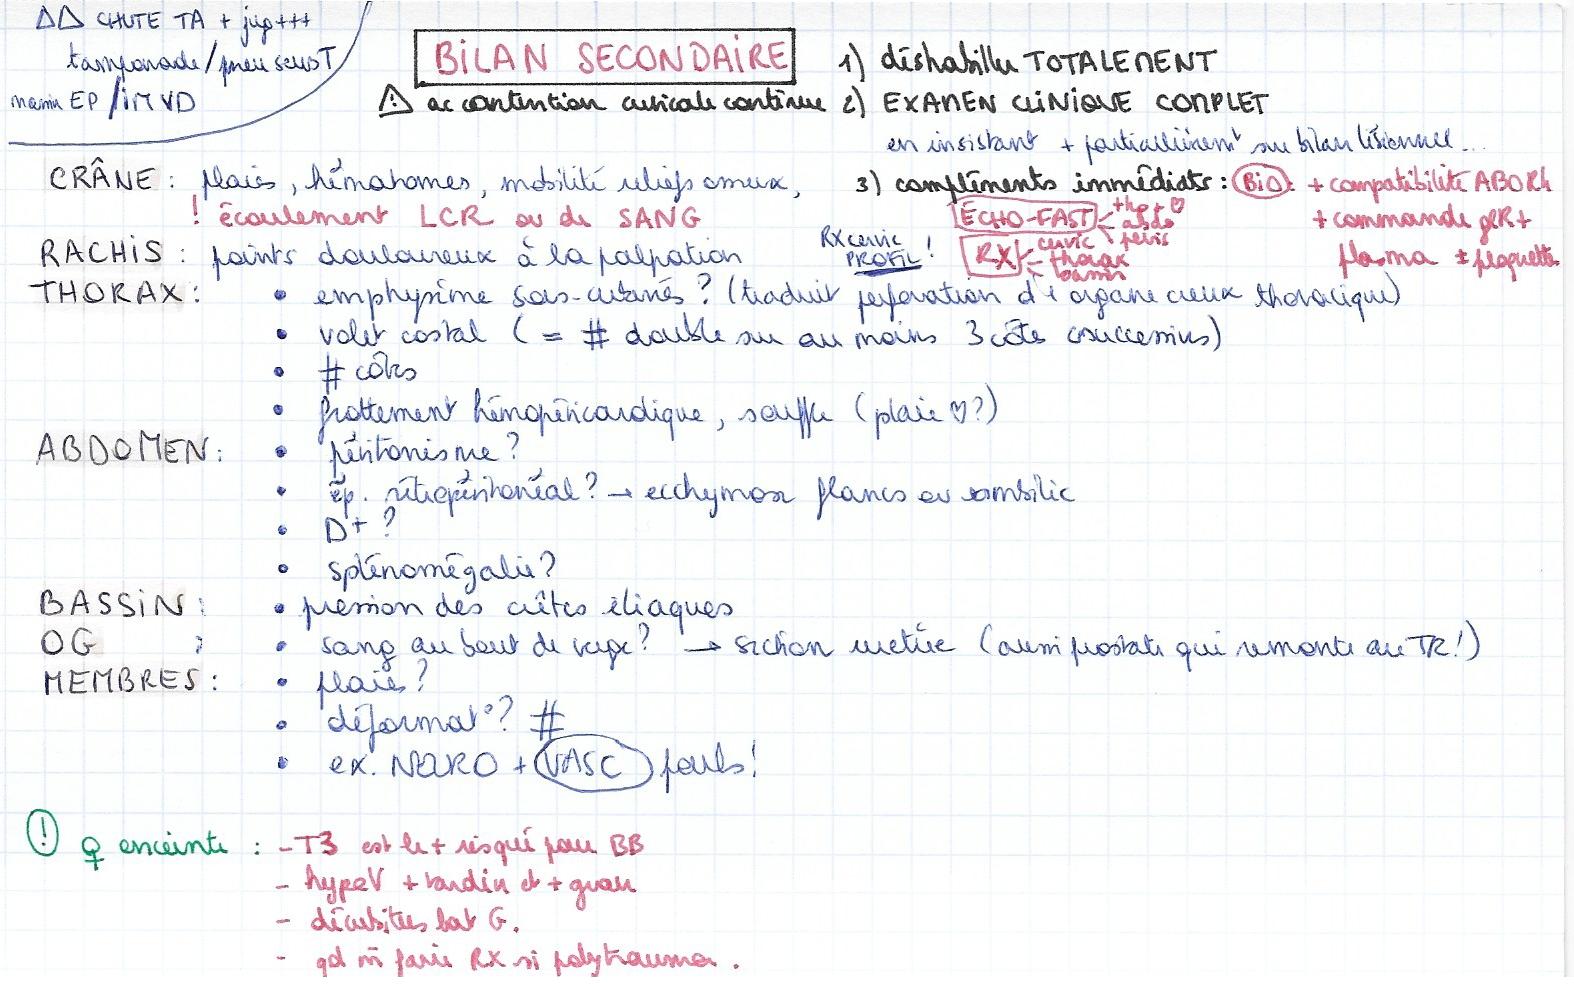 ΔΔ CHUTE TA + jug+++
tamponade/pneu sousT
mains EP/iM VD
BILAN SECONDAIRE
⚠ ac contention cervicale continue
1) déshabiller TOTALEMENT
2) EXAMEN CLINIQUE COMPLET
en insistant + particulièremt sur bilan lésionnel...
3) compléments immédiats : BiO : + compatibilité ABORh
+ commande gR +
plasma ± plaquettes
ECHO-FAST - thp + ♡
abdo
pelvis
RX cervic
PROFIL !
RX - cervic
thorax
bassin
CRÂNE : plaies, hématomes, mobilité reliefs osseux,
! écoulement LCR ou de SANG
RACHIS : points douloureux à la palpation
THORAX : • emphysème sous-cutanés ? (traduit perforation d'1 organe creux thoracique)
• volet costal ( = # double sur au moins 3 côtes successives)
• # côtes
• frottement hémopéricardique, souffle (plaie ♡?)
ABDOMEN : • péritonisme ?
• ép. rétropéritonéal ? → ecchymose flancs ou ombilic
• D+ ?
• splénomégalie ?
BASSIN : • pression des crêtes iliaques
OG : • sang au bout de verge ? → section urètre (aussi prostate qui remonte au TR !)
MEMBRES : • plaies ?
• déformat° ? #
• ex. NEURO + VASC pouls !
! ♀ enceinte : - T3 est le + risqué pour BB
- hypoV + tardive et + grave
- décubitus lat G.
- qd m̄ faire RX si polytrauma.